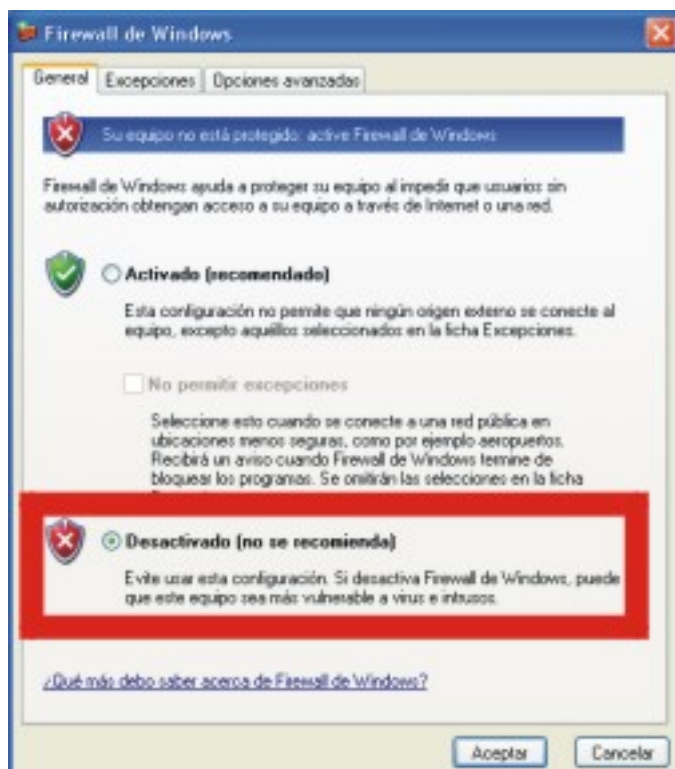 Firewall de Windows
General Excepciones Opciones avanzadas
Su equipo no está protegido: active Firewall de Windows
Firewall de Windows ayuda a proteger su equipo al impedir que usuarios sin
autorización obtengan acceso a su equipo a través de Internet o una red.
Activado (recomendado)
Esta configuración no permite que ningún origen externo se conecte al
equipo, excepto aquéllos seleccionados en la ficha Excepciones.
No permitir excepciones
Seleccione esto cuando se conecte a una red pública en
ubicaciones menos seguras, como por ejemplo aeropuertos.
Recibirá un aviso cuando Firewall de Windows termine de
bloquear los programas. Se omitirán las selecciones en la ficha
Desactivado (no se recomienda)
Evite usar esta configuración. Si desactiva Firewall de Windows, puede
que este equipo sea más vulnerable a virus e intrusos.
¿Qué más debo saber acerca de Firewall de Windows?
Aceptar Cancelar